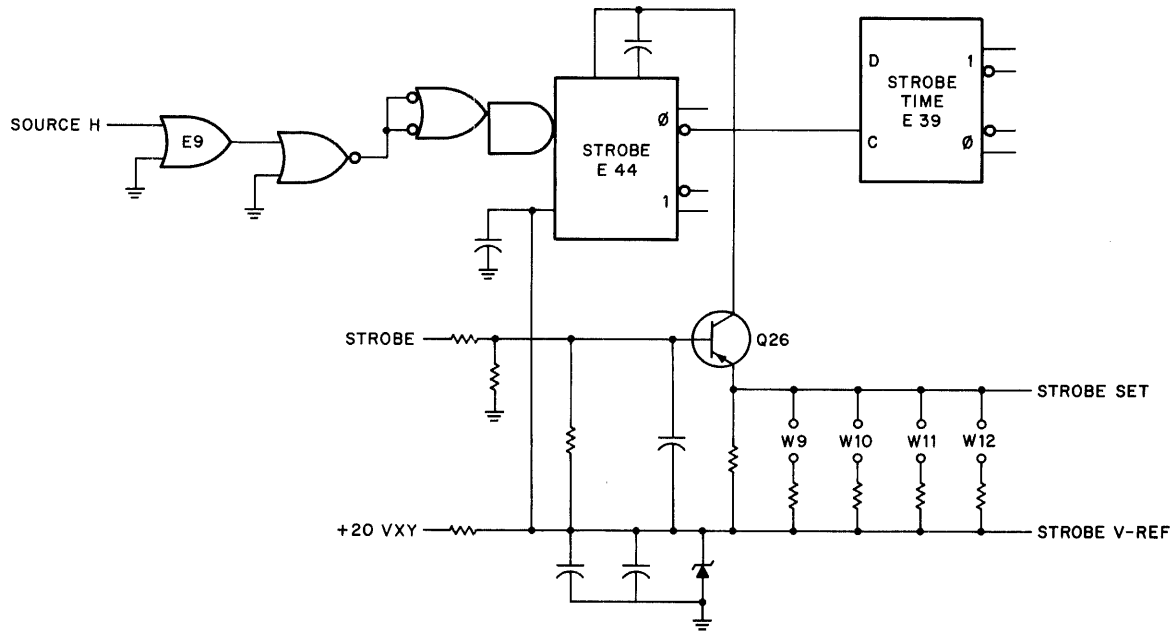 SOURCE H
E9
STROBE
E 44
Ø
1
D
C
STROBE
TIME
E 39
1
Ø
STROBE
Q26
STROBE SET
W9
W10
W11
W12
+20 VXY
STROBE V-REF